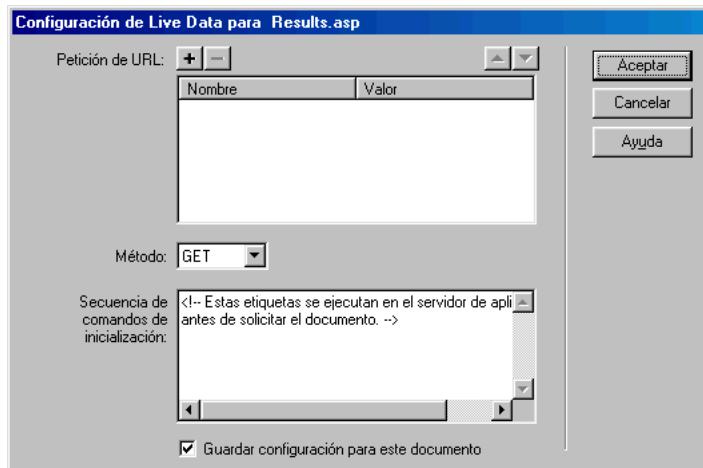 Configuración de Live Data para Results.asp
Petición de URL:
Nombre
Valor
Aceptar
Cancelar
Ayuda
Método:
GET
Secuencia de
comandos de
inicialización:
<!-- Estas etiquetas se ejecutan en el servidor de apli
antes de solicitar el documento. -->
Guardar configuración para este documento